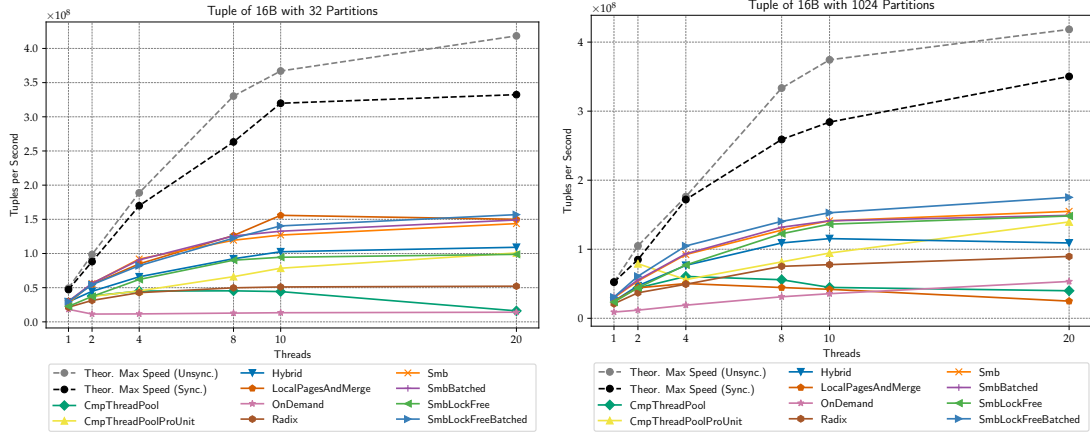 Tuple of 16B with 32 Partitions
×10⁸
Tuples per Second
4.0
3.5
3.0
2.5
2.0
1.5
1.0
0.5
0.0
1 2 4 8 10 20
Threads
Theor. Max Speed (Unsync.)
Theor. Max Speed (Sync.)
CmpThreadPool
CmpThreadPoolProUnit
Hybrid
LocalPagesAndMerge
OnDemand
Radix
Smb
SmbBatched
SmbLockFree
SmbLockFreeBatched
Tuple of 16B with 1024 Partitions
×10⁸
Tuples per Second
4
3
2
1
0
1 2 4 8 10 20
Threads
Theor. Max Speed (Unsync.)
Theor. Max Speed (Sync.)
CmpThreadPool
CmpThreadPoolProUnit
Hybrid
LocalPagesAndMerge
OnDemand
Radix
Smb
SmbBatched
SmbLockFree
SmbLockFreeBatched